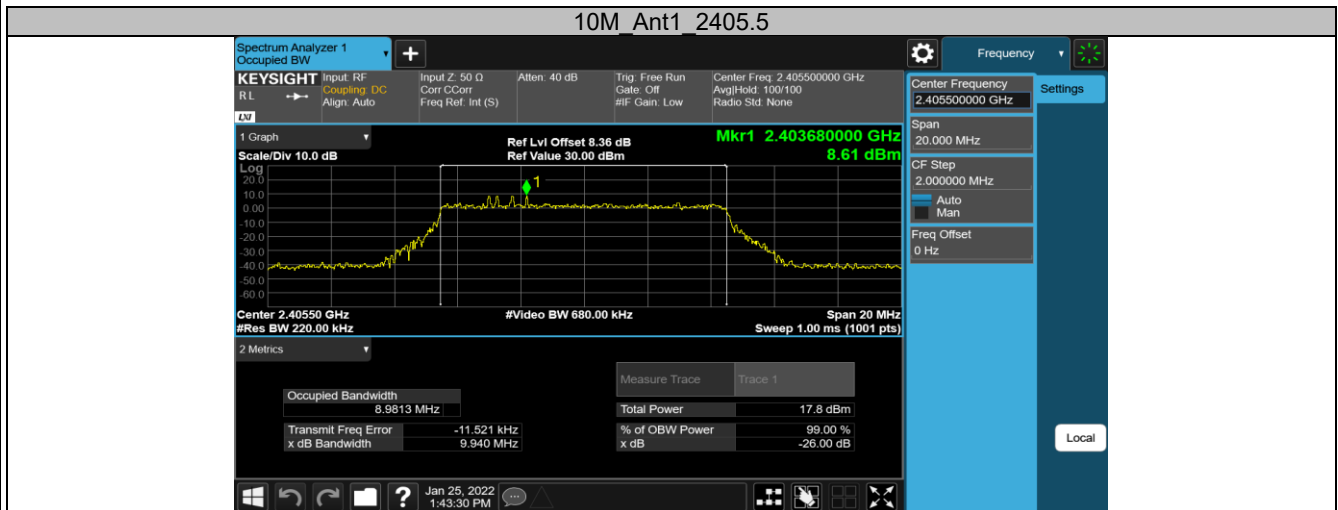 10M_Ant1_2405.5
Spectrum Analyzer 1
Occupied BW
Frequency
KEYSIGHT
RL
LXI
Input: RF
Coupling: DC
Align: Auto
Input Z: 50 Ω
Corr CCorr
Freq Ref: Int (S)
Atten: 40 dB
Trig: Free Run
Gate: Off
#IF Gain: Low
Center Freq: 2.405500000 GHz
Avg|Hold: 100/100
Radio Std: None
Center Frequency
2.405500000 GHz
Settings
Span
20.000 MHz
CF Step
2.000000 MHz
Auto
Man
Freq Offset
0 Hz
Local
1 Graph
Scale/Div 10.0 dB
Ref Lvl Offset 8.36 dB
Ref Value 30.00 dBm
Mkr1 2.403680000 GHz
8.61 dBm
Log
20.0
10.0
0.00
-10.0
-20.0
-30.0
-40.0
-50.0
-60.0
1
Center 2.40550 GHz
#Video BW 680.00 kHz
Span 20 MHz
#Res BW 220.00 kHz
Sweep 1.00 ms (1001 pts)
2 Metrics
Measure Trace
Trace 1
Occupied Bandwidth
8.9813 MHz
Total Power
17.8 dBm
Transmit Freq Error
-11.521 kHz
% of OBW Power
99.00 %
x dB Bandwidth
9.940 MHz
x dB
-26.00 dB
?
Jan 25, 2022
1:43:30 PM